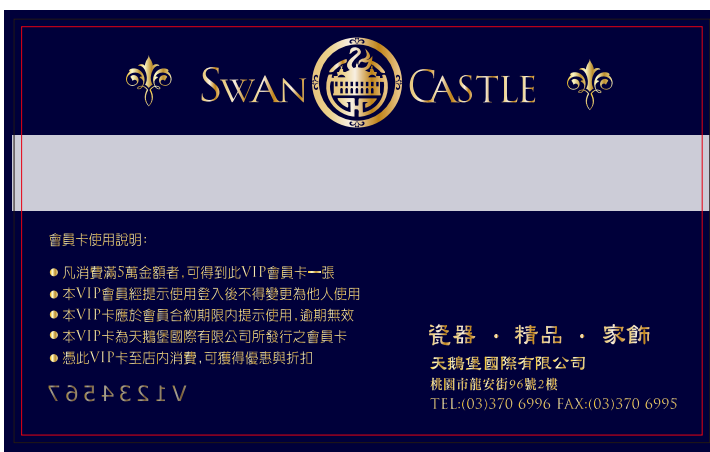 SWAN CASTLE
會員卡使用說明:
凡消費滿5萬金額者,可得到此VIP會員卡一張
本VIP會員經提示使用登入後不得變更為他人使用
本VIP卡應於會員合約期限內提示使用,逾期無效
本VIP卡為天鵝堡國際有限公司所發行之會員卡
憑此VIP卡至店內消費,可獲得優惠與折扣
V1234567
瓷器 · 精品 · 家飾
天鵝堡國際有限公司
桃園市龍安街96號2樓
TEL:(03)370 6996 FAX:(03)370 6995